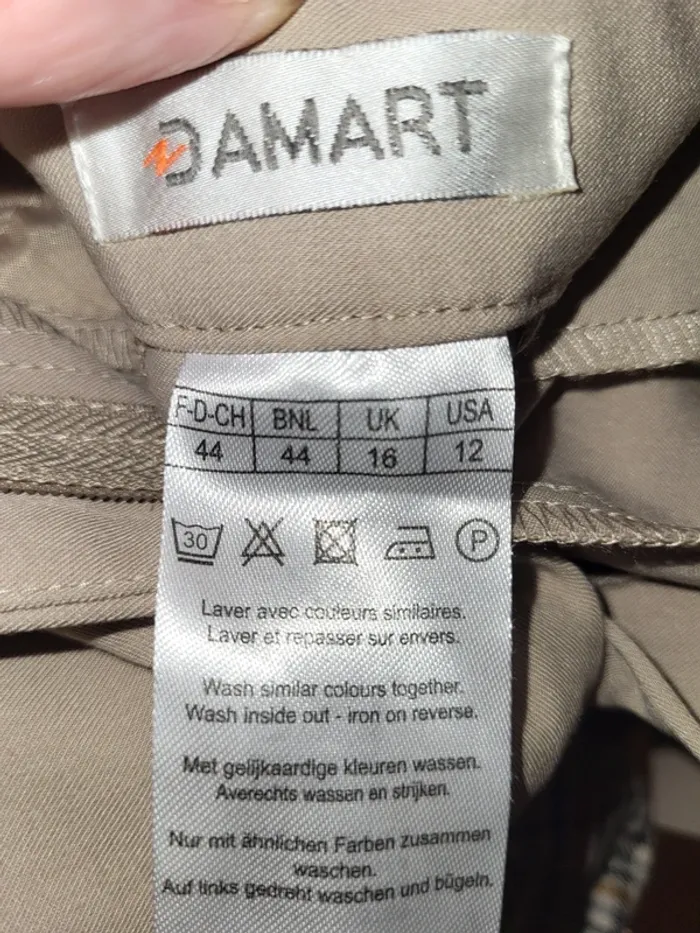 DAMART
F-D-CH BNL UK USA
44 44 16 12
30 P
Laver avec couleurs similaires.
Laver et repasser sur envers.
Wash similar colours together.
Wash inside out - iron on reverse.
Met gelijkaardige kleuren wassen.
Averechts wassen en strijken.
Nur mit ähnlichen Farben zusammen
waschen.
Auf links gedreht waschen und bügeln.